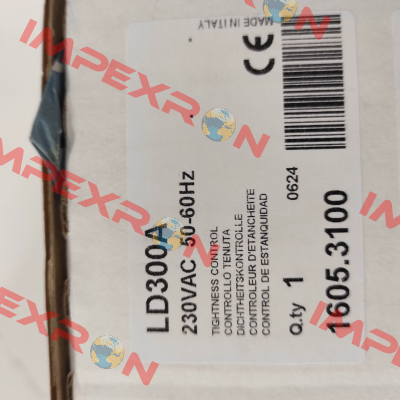 LD300A
230VAC 50-60Hz
TIGHTNESS CONTROL
CONTROLLO TENUTA
DICHTHEITSKONTROLLE
CONTROLEUR D'ETANCHEITE
CONTROL DE ESTANQUIDAD
Q.ty 1
1605.3100
0624
MADE IN ITALY
CE
IMPEXRON
IMPEXRON
IMPEXRON
IMPEXRON